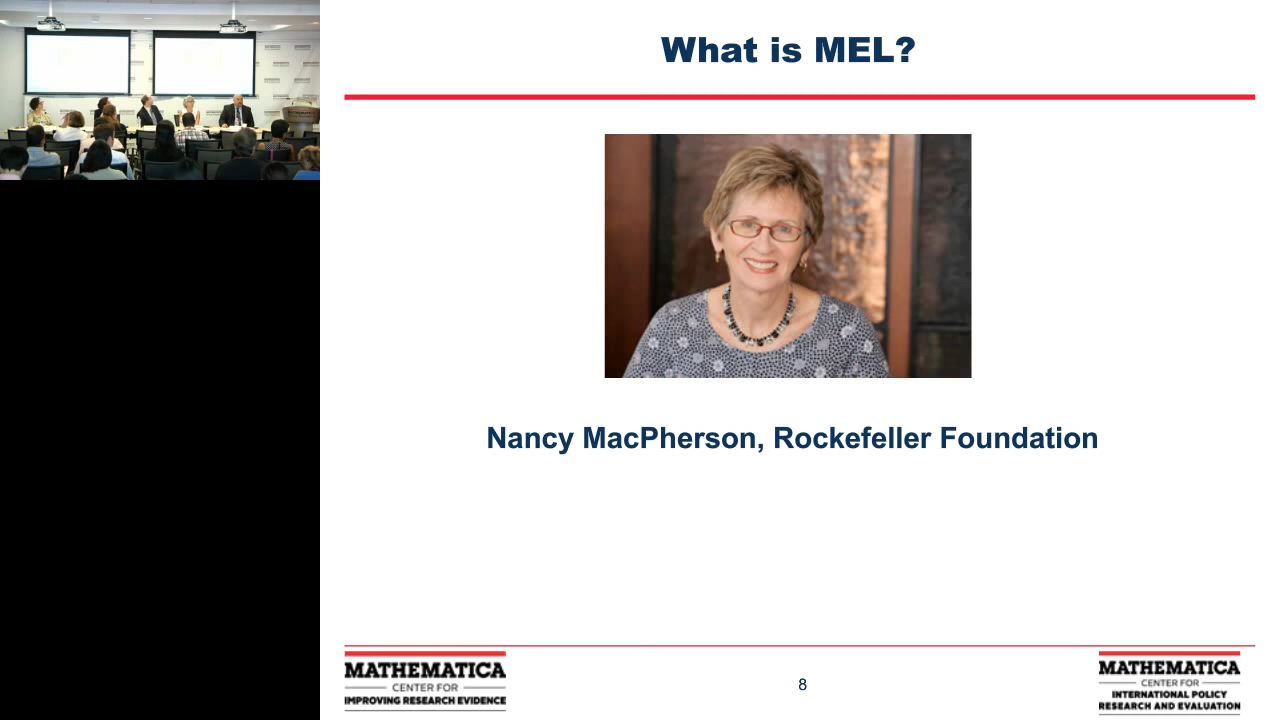 What is MEL?
Nancy MacPherson, Rockefeller Foundation
MATHEMATICA
CENTER FOR
IMPROVING RESEARCH EVIDENCE
8
MATHEMATICA
CENTER FOR
INTERNATIONAL POLICY
RESEARCH AND EVALUATION